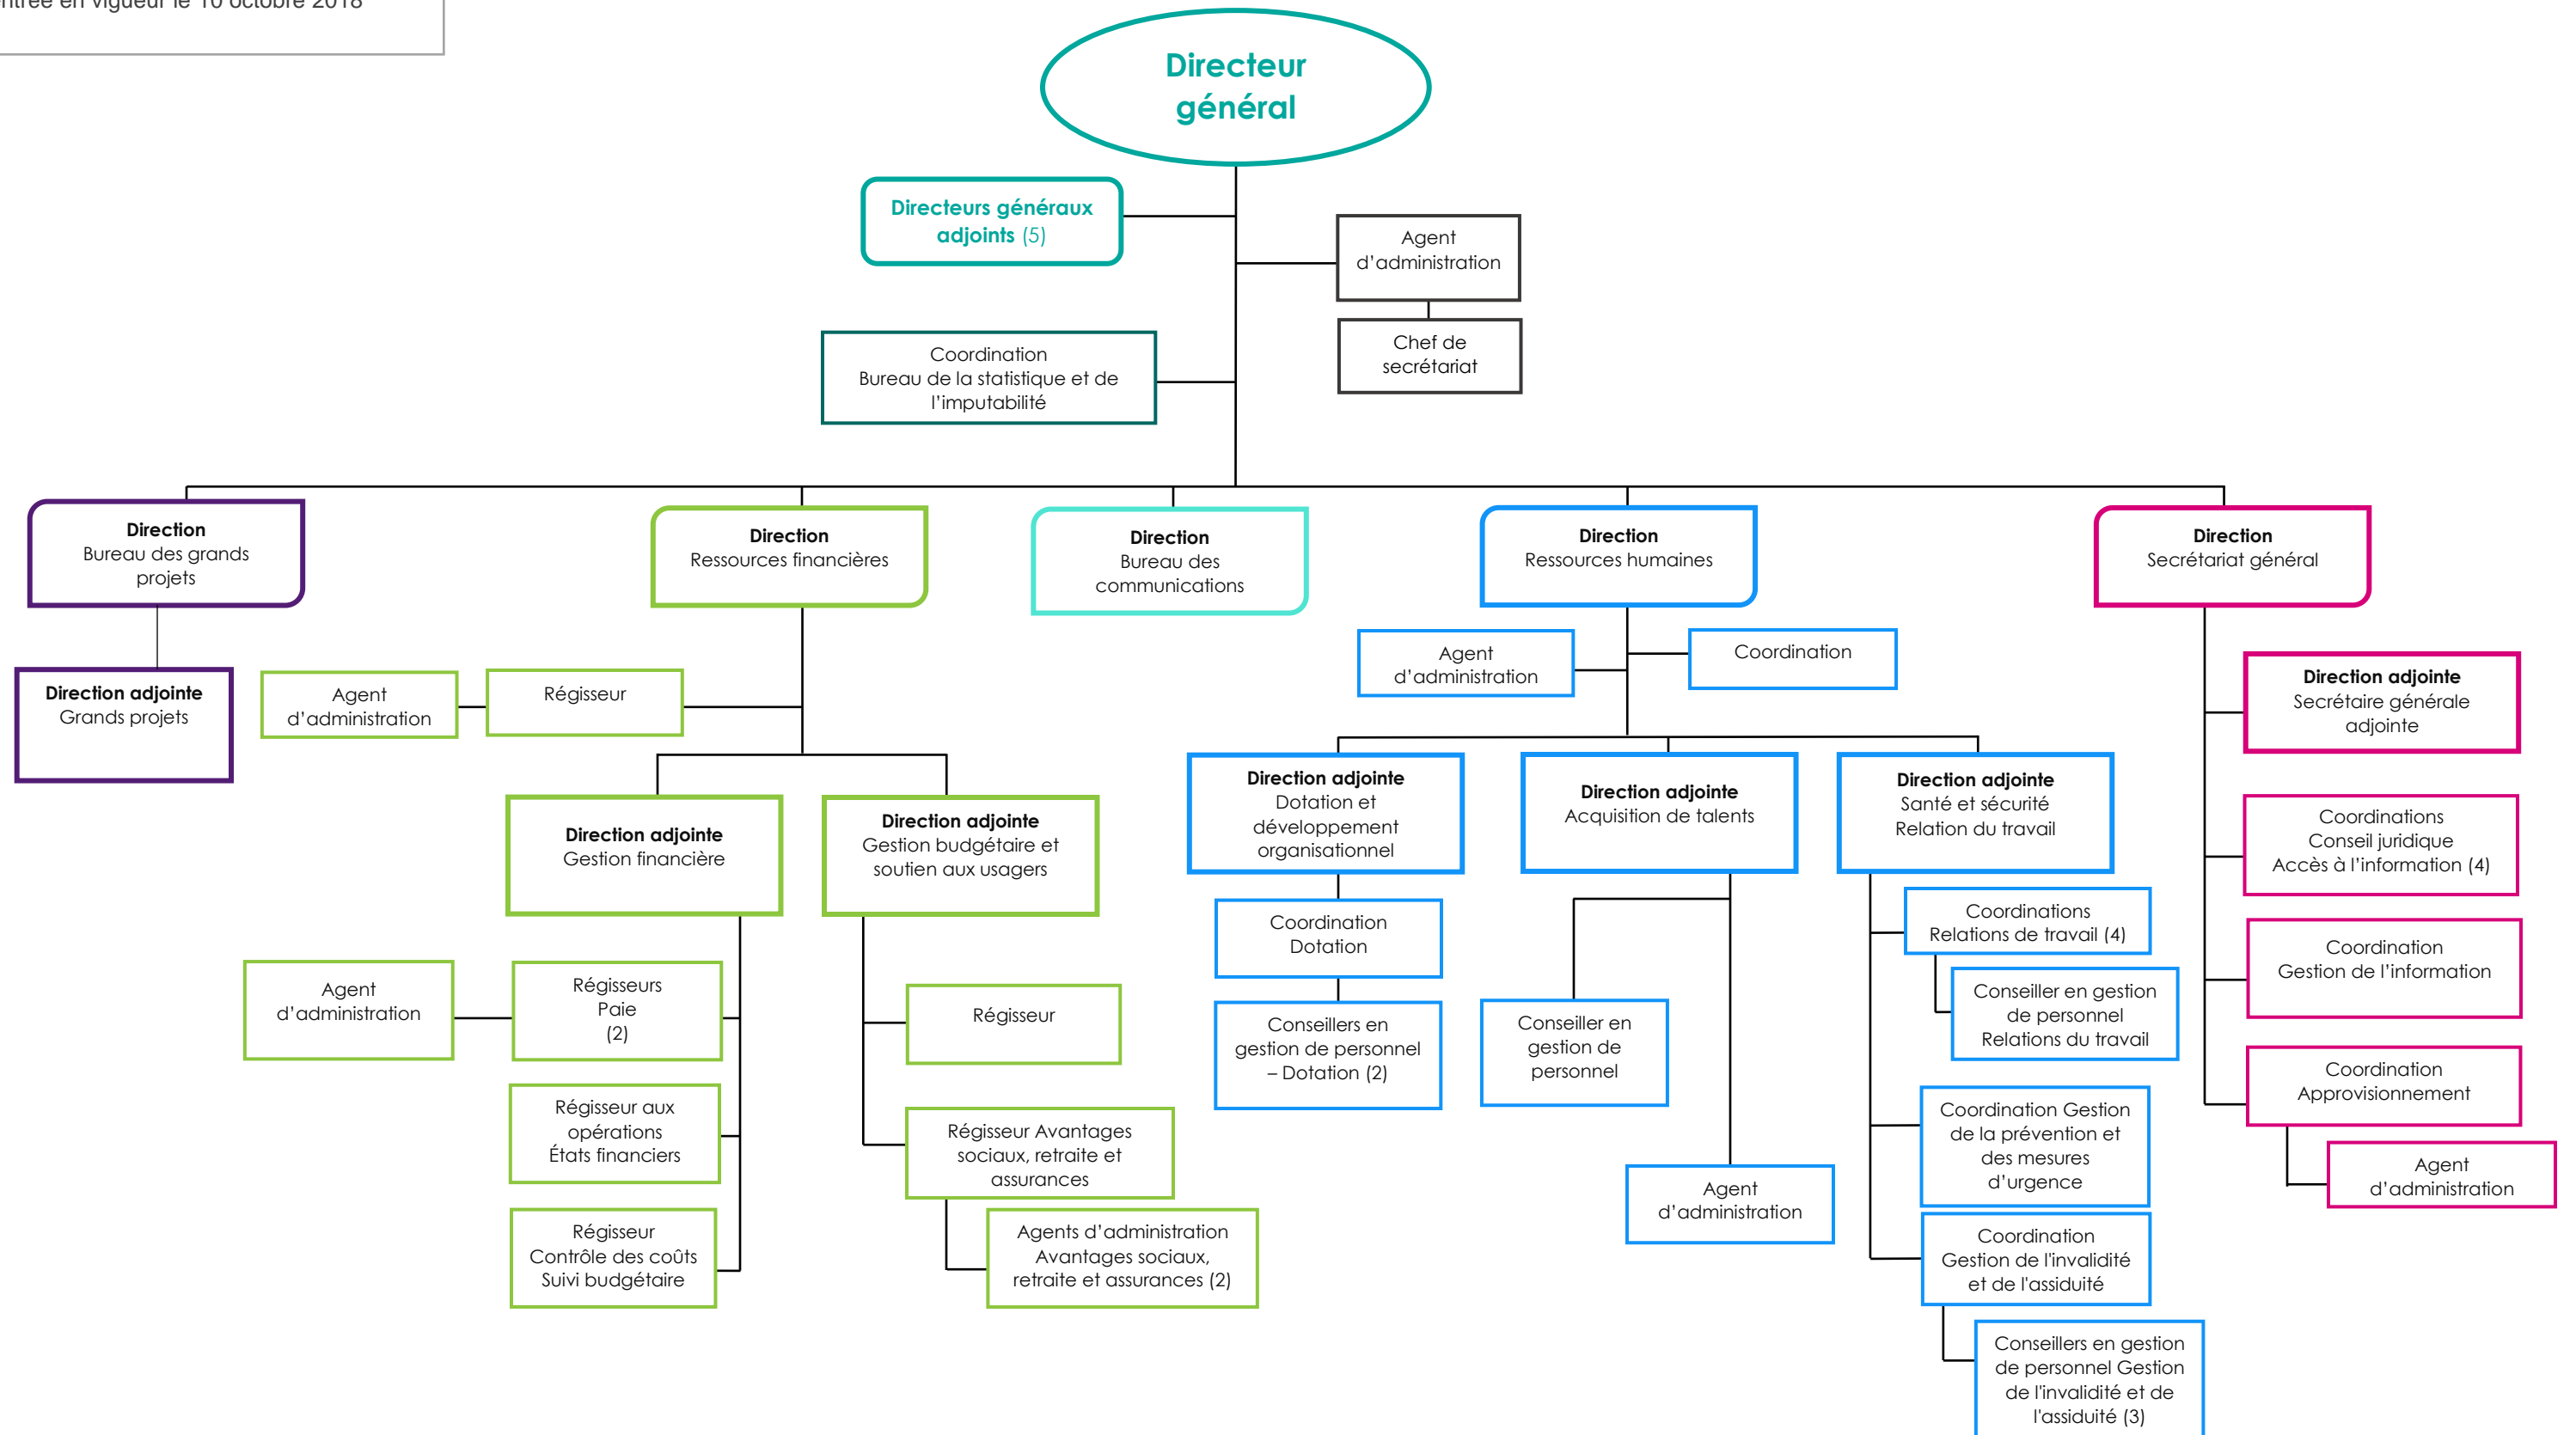 entrée en vigueur le 10 octobre 2018
Directeur
général
Directeurs généraux
adjoints (5)
Agent
d'administration
Chef de
secrétariat
Coordination
Bureau de la statistique et de
l'imputabilité
Direction
Bureau des grands
projets
Direction
Ressources financières
Direction
Bureau des
communications
Direction
Ressources humaines
Direction
Secrétariat général
Direction adjointe
Grands projets
Agent
d'administration
Régisseur
Direction adjointe
Gestion financière
Direction adjointe
Gestion budgétaire et
soutien aux usagers
Agent
d'administration
Régisseurs
Paie
(2)
Régisseur aux
opérations
États financiers
Régisseur
Contrôle des coûts
Suivi budgétaire
Régisseur
Régisseur Avantages
sociaux, retraite et
assurances
Agents d'administration
Avantages sociaux,
retraite et assurances (2)
Agent
d'administration
Coordination
Direction adjointe
Dotation et
développement
organisationnel
Direction adjointe
Acquisition de talents
Direction adjointe
Santé et sécurité
Relation du travail
Coordination
Dotation
Conseillers en
gestion de personnel
– Dotation (2)
Conseiller en
gestion de
personnel
Agent
d'administration
Coordinations
Relations de travail (4)
Conseiller en gestion
de personnel
Relations du travail
Coordination Gestion
de la prévention et
des mesures
d'urgence
Coordination
Gestion de l'invalidité
et de l'assiduité
Conseillers en gestion
de personnel Gestion
de l'invalidité et de
l'assiduité (3)
Direction adjointe
Secrétaire générale
adjointe
Coordinations
Conseil juridique
Accès à l'information (4)
Coordination
Gestion de l'information
Coordination
Approvisionnement
Agent
d'administration